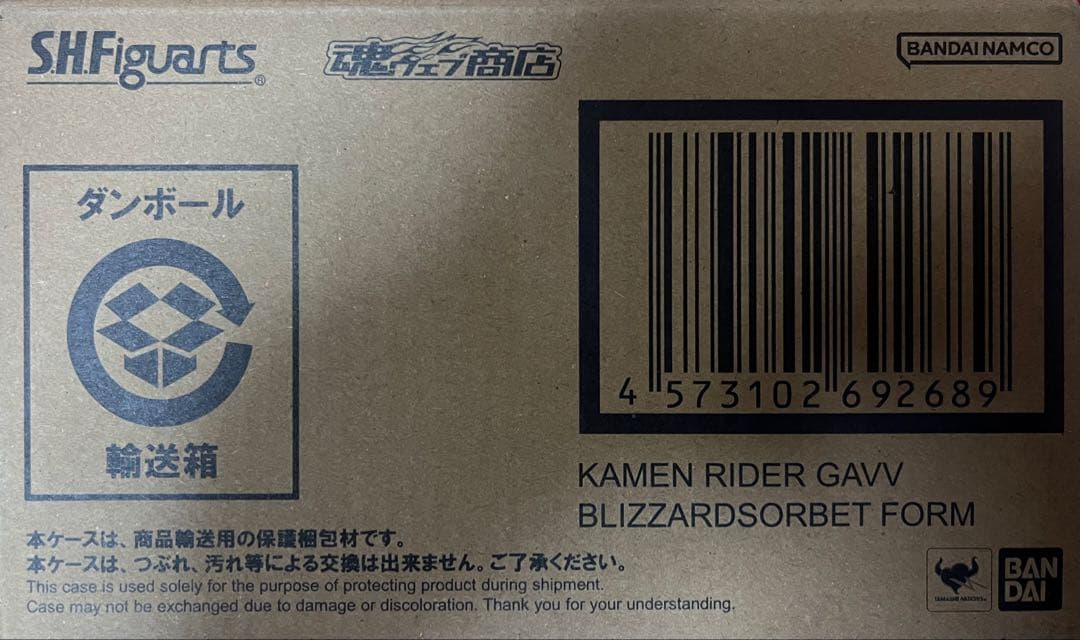 S.H.Figuarts®
魂ウェブ商店
BANDAI NAMCO
ダンボール
輸送箱
4 573102 692689
KAMEN RIDER GAVV
BLIZZARDSORBET FORM
本ケースは、商品輸送用の保護梱包材です。
本ケースは、つぶれ、汚れ等による交換は出来ません。ご了承ください。
This case is used solely for the purpose of protecting product during shipment.
Case may not be exchanged due to damage or discoloration. Thank you for your understanding.
TAMASHII NATIONS
BAN
DAI